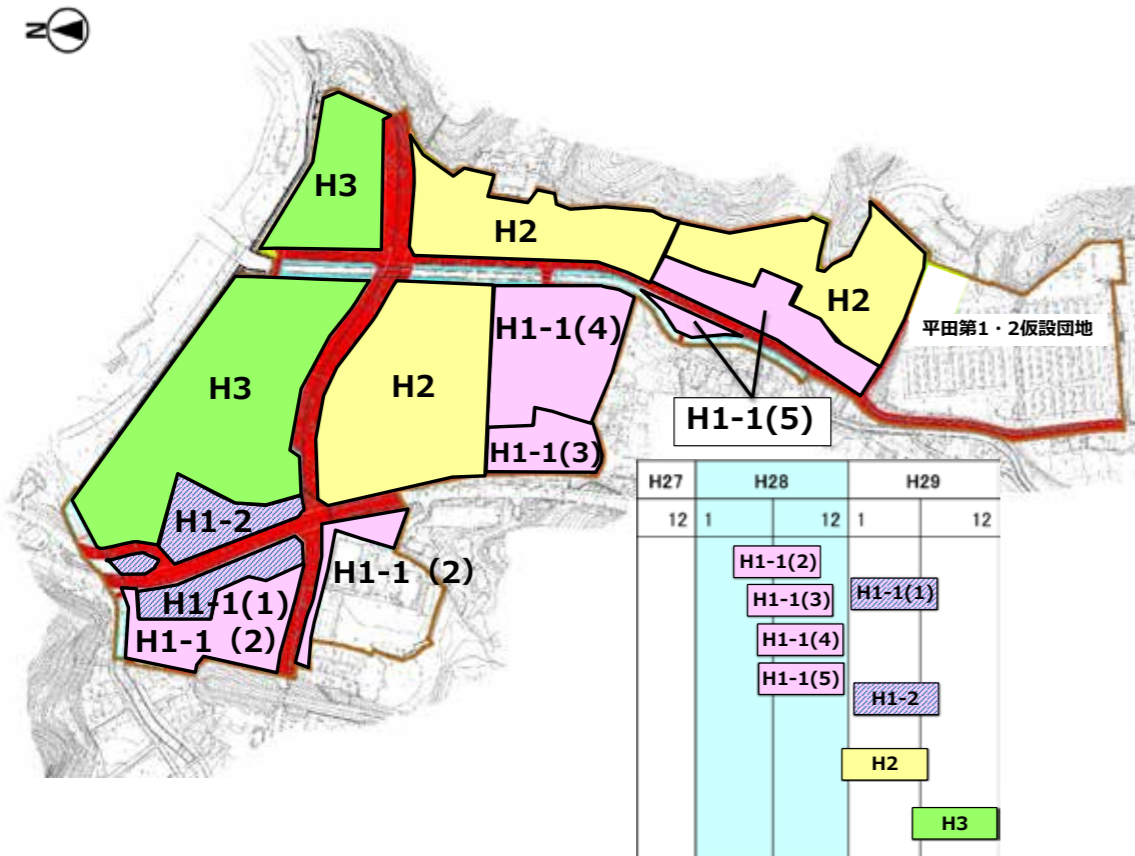 N
H3
H2
H2
平田第1・2仮設団地
H1-1(4)
H3
H2
H1-1(5)
H1-1(3)
H1-2
H1-1（2）
H1-1(1)
H1-1（2）
H27 H28 H29
12 1 12 1 12
H1-1(2)
H1-1(1)
H1-1(3)
H1-1(4)
H1-1(5)
H1-2
H2
H3